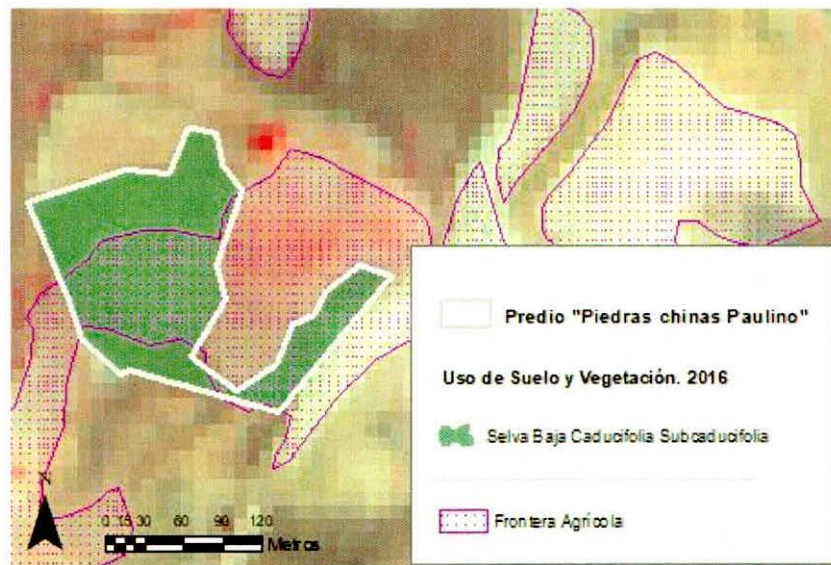 Predio "Piedras chinas Paulino"
Uso de Suelo y Vegetación. 2016
Selva Baja Caducifolia Subcaducifolia
Frontera Agrícola
N
0 15 30 60 90 120
Metros